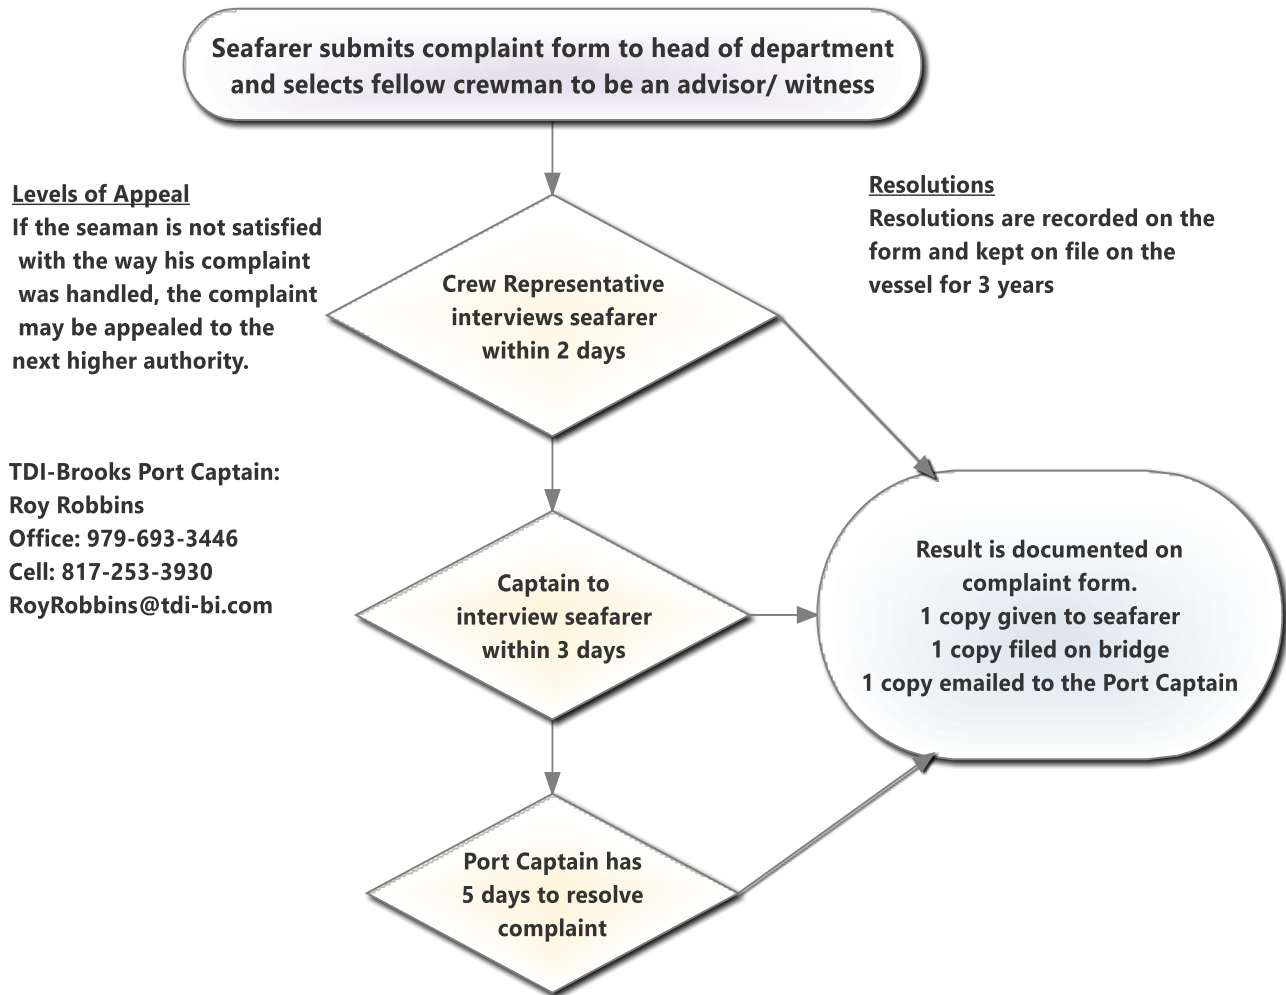 Seafarer submits complaint form to head of department
and selects fellow crewman to be an advisor/ witness
Levels of Appeal
If the seaman is not satisfied
with the way his complaint
was handled, the complaint
may be appealed to the
next higher authority.
Resolutions
Resolutions are recorded on the
form and kept on file on the
vessel for 3 years
Crew Representative
interviews seafarer
within 2 days
TDI-Brooks Port Captain:
Roy Robbins
Office: 979-693-3446
Cell: 817-253-3930
RoyRobbins@tdi-bi.com
Captain to
interview seafarer
within 3 days
Result is documented on
complaint form.
1 copy given to seafarer
1 copy filed on bridge
1 copy emailed to the Port Captain
Port Captain has
5 days to resolve
complaint